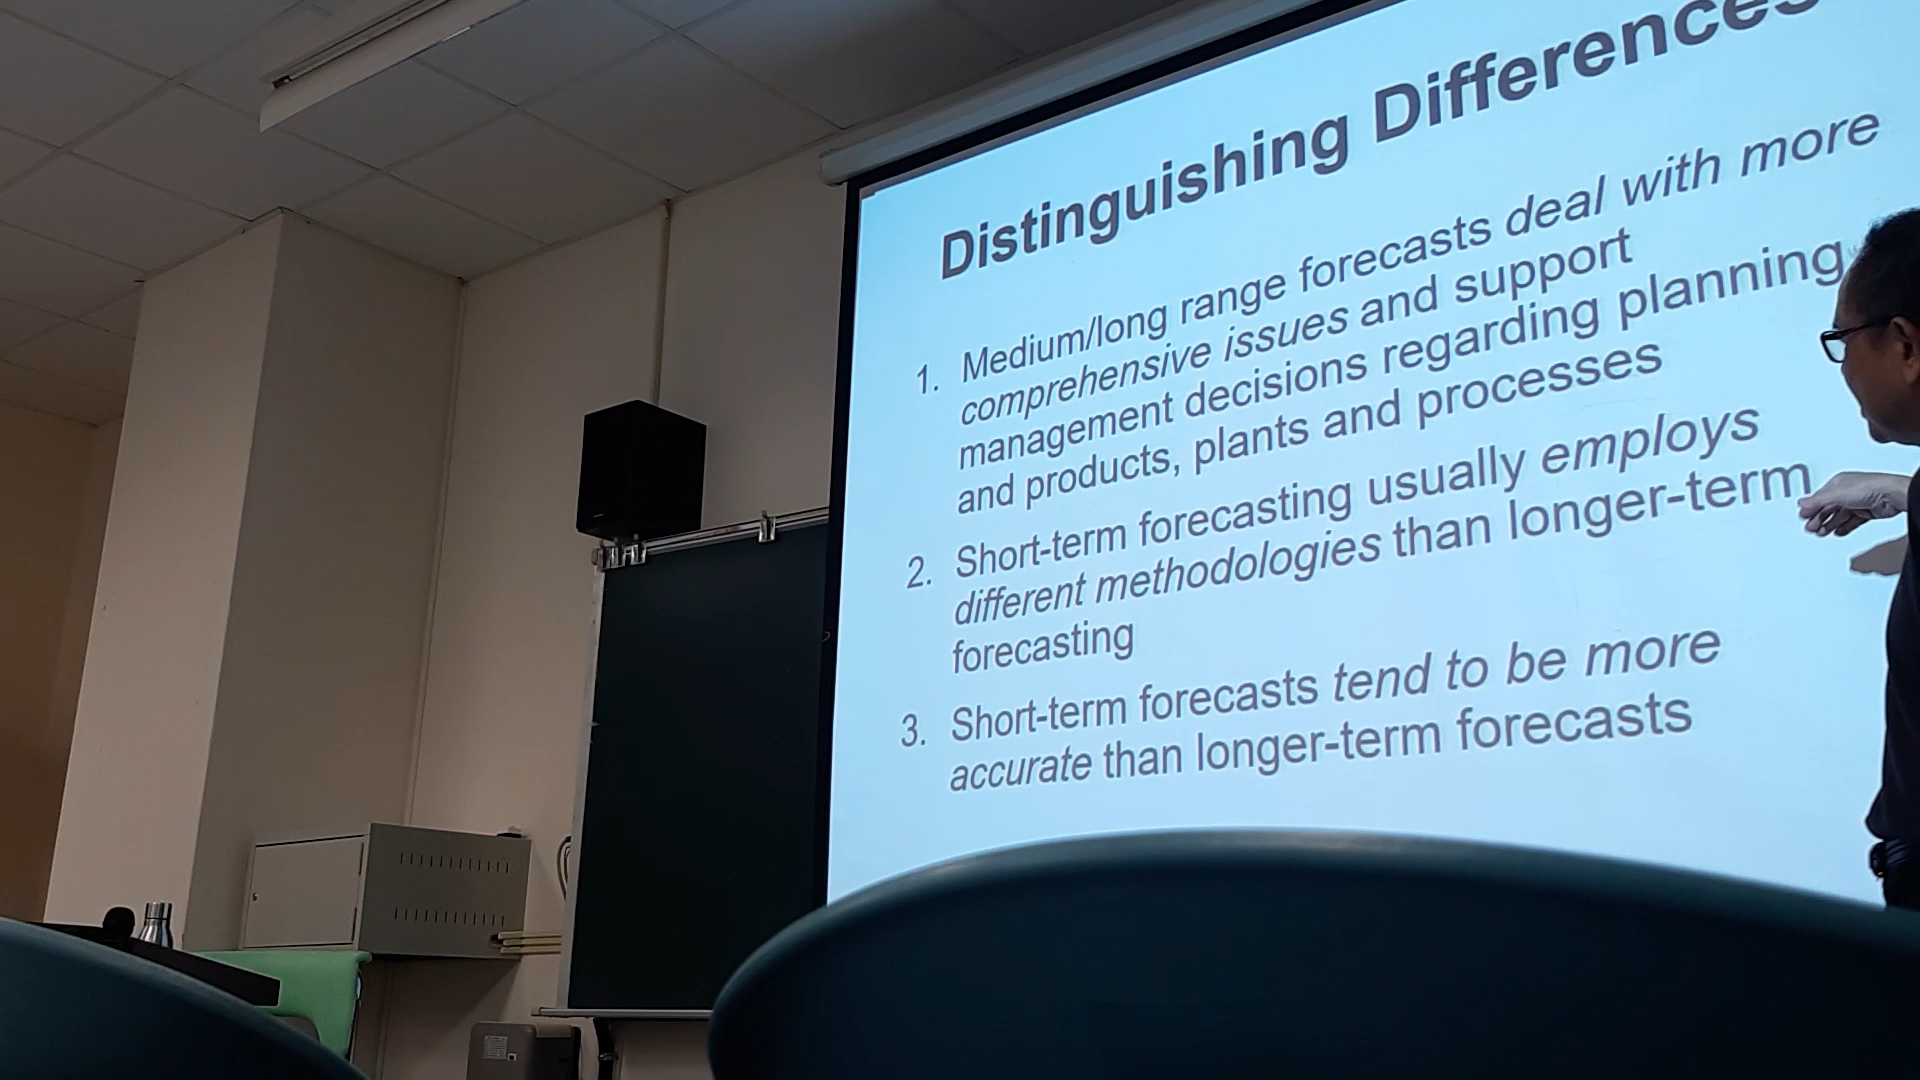 Distinguishing Differences
1. Medium/long range forecasts deal with more
comprehensive issues and support
management decisions regarding planning
and products, plants and processes
2. Short-term forecasting usually employs
different methodologies than longer-term
forecasting
3. Short-term forecasts tend to be more
accurate than longer-term forecasts